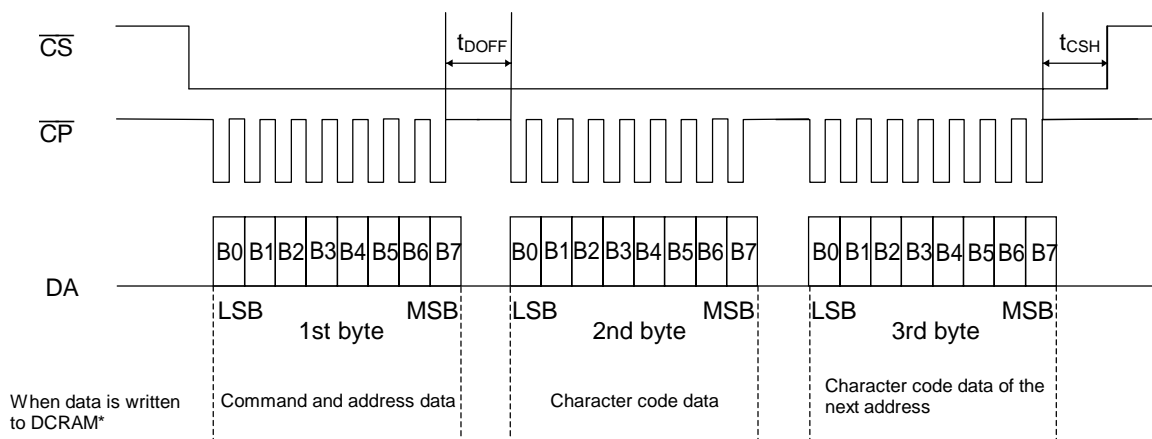 CS
tDOFF
tCSH
CP
B0 B1 B2 B3 B4 B5 B6 B7 B0 B1 B2 B3 B4 B5 B6 B7 B0 B1 B2 B3 B4 B5 B6 B7
DA
LSB MSB LSB MSB LSB MSB
1st byte 2nd byte 3rd byte
When data is written
to DCRAM*
Command and address data
Character code data
Character code data of the
next address